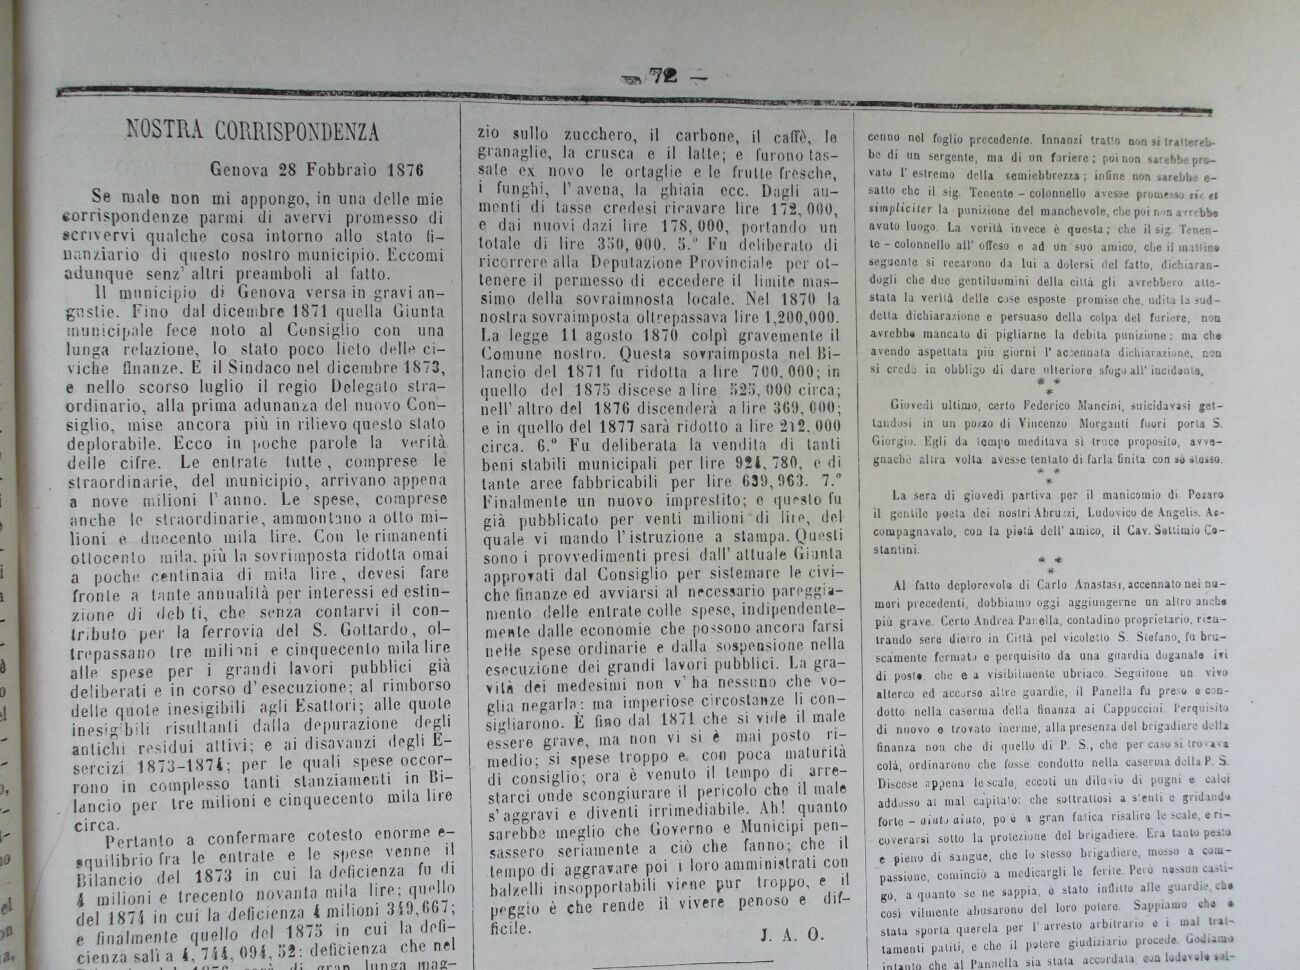 72 —
NOSTRA CORRISPONDENZA
Genova 28 Fobbraio 1876
Se male non mi appongo, in una delle mie
corrispondenze parmi di avervi promesso di
scrivervi qualche cosa intorno allo stato fi-
nanziario di questo nostro municipio. Eccomi
adunque senz' altri preamboli al fatto.
Il municipio di Genova versa in gravi an-
gustie. Fino dal dicembre 1871 quella Giunta
municipale fece noto al Consiglio con una
lunga relazione, lo stato poco lieto delle ci-
viche finanze. E il Sindaco nel dicembre 1873,
e nello scorso luglio il regio Delegato stra-
ordinario, alla prima adunanza del nuovo Con-
siglio, mise ancora più in rilievo questo stato
deplorabile. Ecco in poche parole la verità
delle cifre. Le entrate tutte, comprese le
straordinarie, del municipio, arrivano appena
a nove milioni l'anno. Le spese, comprese
anche le straordinarie, ammontano a otto mi-
lioni e duecento mila lire. Con le rimanenti
ottocento mila. più la sovrimposta ridotta omai
a poche centinaia di mila lire, devesi fare
fronte a tante annualità per interessi ed estin-
zione di debiti, che senza contarvi il con-
tributo per la ferrovia del S. Gottardo, ol-
trepassano tre milioni e cinquecento mila lire
alle spese per i grandi lavori pubblici già
deliberati e in corso d'esecuzione; al rimborso
delle quote inesigibili agli Esattori; alle quote
inesigibili risultanti dalla depurazione degli
antichi residui attivi; e ai disavanzi degli E-
sercizi 1873-1874; per le quali spese occor-
rono in complesso tanti stanziamenti in Bi-
lancio per tre milioni e cinquecento mila lire
circa.
Pertanto a confermare cotesto enorme e-
squilibrio fra le entrate e le spese venne il
Bilancio del 1873 in cui la deficienza fu di
4 milioni e trecento novanta mila lire; quello
del 1874 in cui la deficienza 4 milioni 349,667;
e finalmente quello del 1875 in cui la defi-
cienza salì a 4,744,094,52: deficienza che nel
di gran lunga mag-
zio sullo zucchero, il carbone, il caffè, le
granaglie, la crusca e il latte; e furono tas-
sate ex novo le ortaglie e le frutte fresche,
i funghi, l'avena, la ghiaia ecc. Dagli au-
menti di tasse credesi ricavare lire 172,000,
e dai nuovi dazi lire 178,000, portando un
totale di lire 350,000. 5.° Fu deliberato di
ricorrere alla Deputazione Provinciale per ot-
tenere il permesso di eccedere il limite mas-
simo della sovraimposta locale. Nel 1870 la
nostra sovraimposta oltrepassava lire 1,200,000.
La legge 11 agosto 1870 colpì gravemente il
Comune nostro. Questa sovraimposta nel Bi-
lancio del 1871 fu ridotta a lire 700,000; in
quello del 1875 discese a lire 525,000 circa;
nell'altro del 1876 discenderà a lire 369,000;
e in quello del 1877 sarà ridotto a lire 212.000
circa. 6.° Fu deliberata la vendita di tanti
beni stabili municipali per lire 924,780, e di
tante aree fabbricabili per lire 639,963. 7.°
Finalmente un nuovo imprestito; e questo fu
già pubblicato per venti milioni di lire, del
quale vi mando l'istruzione a stampa. Questi
sono i provvedimenti presi dall'attuale Giunta
approvati dal Consiglio per sistemare le civi-
che finanze ed avviarsi al necessario pareggia-
mento delle entrate colle spese, indipendente-
mente dalle economie che possono ancora farsi
nelle spese ordinarie e dalla sospensione nella
esecuzione dei grandi lavori pubblici. La gra-
vità dei medesimi non v'ha nessuno che vo-
glia negarla: ma imperiose circostanze li con-
sigliarono. È fino dal 1871 che si vide il male
essere grave, ma non vi si è mai posto ri-
medio; si spese troppo e con poca maturità
di consiglio; ora è venuto il tempo di arre-
starci onde scongiurare il pericolo che il male
s'aggravi e diventi irrimediabile. Ah! quanto
sarebbe meglio che Governo e Municipi pen-
sassero seriamente a ciò che fanno; che il
tempo di aggravare poi i loro amministrati con
balzelli insopportabili viene pur troppo, e il
peggio è che rende il vivere penoso e dif-
ficile.
J. A. O.
cenno nel foglio precedente. Innanzi tratto non si trattereb-
be di un sergente, ma di un furiere; poi non sarebbe pro-
vato l'estremo della semiebbrezza; infine non sarebbe e-
satto che il sig. Tenente-colonnello avesse promesso sic et
simpliciter la punizione del manchevole, che poi non avrebbe
avuto luogo. La verità invece è questa; che il sig. Tenen-
te-colonnello all'offeso e ad un suo amico, che il mattino
seguente si recarono da lui a dolersi del fatto, dichiaran-
dogli che due gentiluomini della città gli avrebbero atte-
stata la verità delle cose esposte promise che, udita la sud-
detta dichiarazione e persuaso della colpa del furiere, non
avrebbe mancato di pigliarne la debita punizione; ma che
avendo aspettata più giorni l'accennata dichiarazione, non
si crede in obbligo di dare ulteriore sfogo all'incidente.
* *
*
Giovedì ultimo, certo Federico Mancini, suicidavasi get-
tandosi in un pozzo di Vincenzo Morganti fuori porta S.
Giorgio. Egli da tempo meditava sì truce proposito, avve-
gnachè altra volta avesse tentato di farla finita con sè stesso.
* *
*
La sera di giovedì partiva per il manicomio di Pesaro
il gentile poeta dei nostri Abruzzi, Ludovico de Angelis. Ac-
compagnavalo, con la pietà dell'amico, il Cav. Settimio Co-
stantini.
* *
*
Al fatto deplorevole di Carlo Anastasi, accennato nei nu-
meri precedenti, dobbiamo oggi aggiungerne un altro anche
più grave. Certo Andrea Panella, contadino proprietario, rien-
trando sere dietro in Città pel vicoletto S. Stefano, fu bru-
scamente fermato e perquisito da una guardia doganale ivi
di posto, che era visibilmente ubriaco. Seguitone un vivo
alterco ed accorse altre guardie, il Panella fu preso e con-
dotto nella caserma della finanza ai Cappuccini. Perquisito
di nuovo e trovato inerme, alla presenza del brigadiere della
finanza non che di quello di P. S., che per caso si trovava
colà, ordinarono che fosse condotto nella caserma della P. S.
Discese appena le scale, eccoti un diluvio di pugni e calci
addosso al mal capitato: che sottrattosi a stenti e gridando
forte - aiuto aiuto, potè a gran fatica risalire le scale, e ri-
coverarsi sotto la protezione del brigadiere. Era tanto pesto
e pieno di sangue, che lo stesso brigadiere, mosso a com-
passione, cominciò a medicargli le ferite. Però nessun casti-
go, a quanto se ne sappia, è stato inflitto alle guardie, che
così vilmente abusarono del loro potere. Sappiamo che è
stata sporta querela per l'arresto arbitrario e i mal trat-
tamenti patiti, e che il potere giudiziario procede. Godiamo
intanto che al Pannella sia stata accordata con lodevole sol-